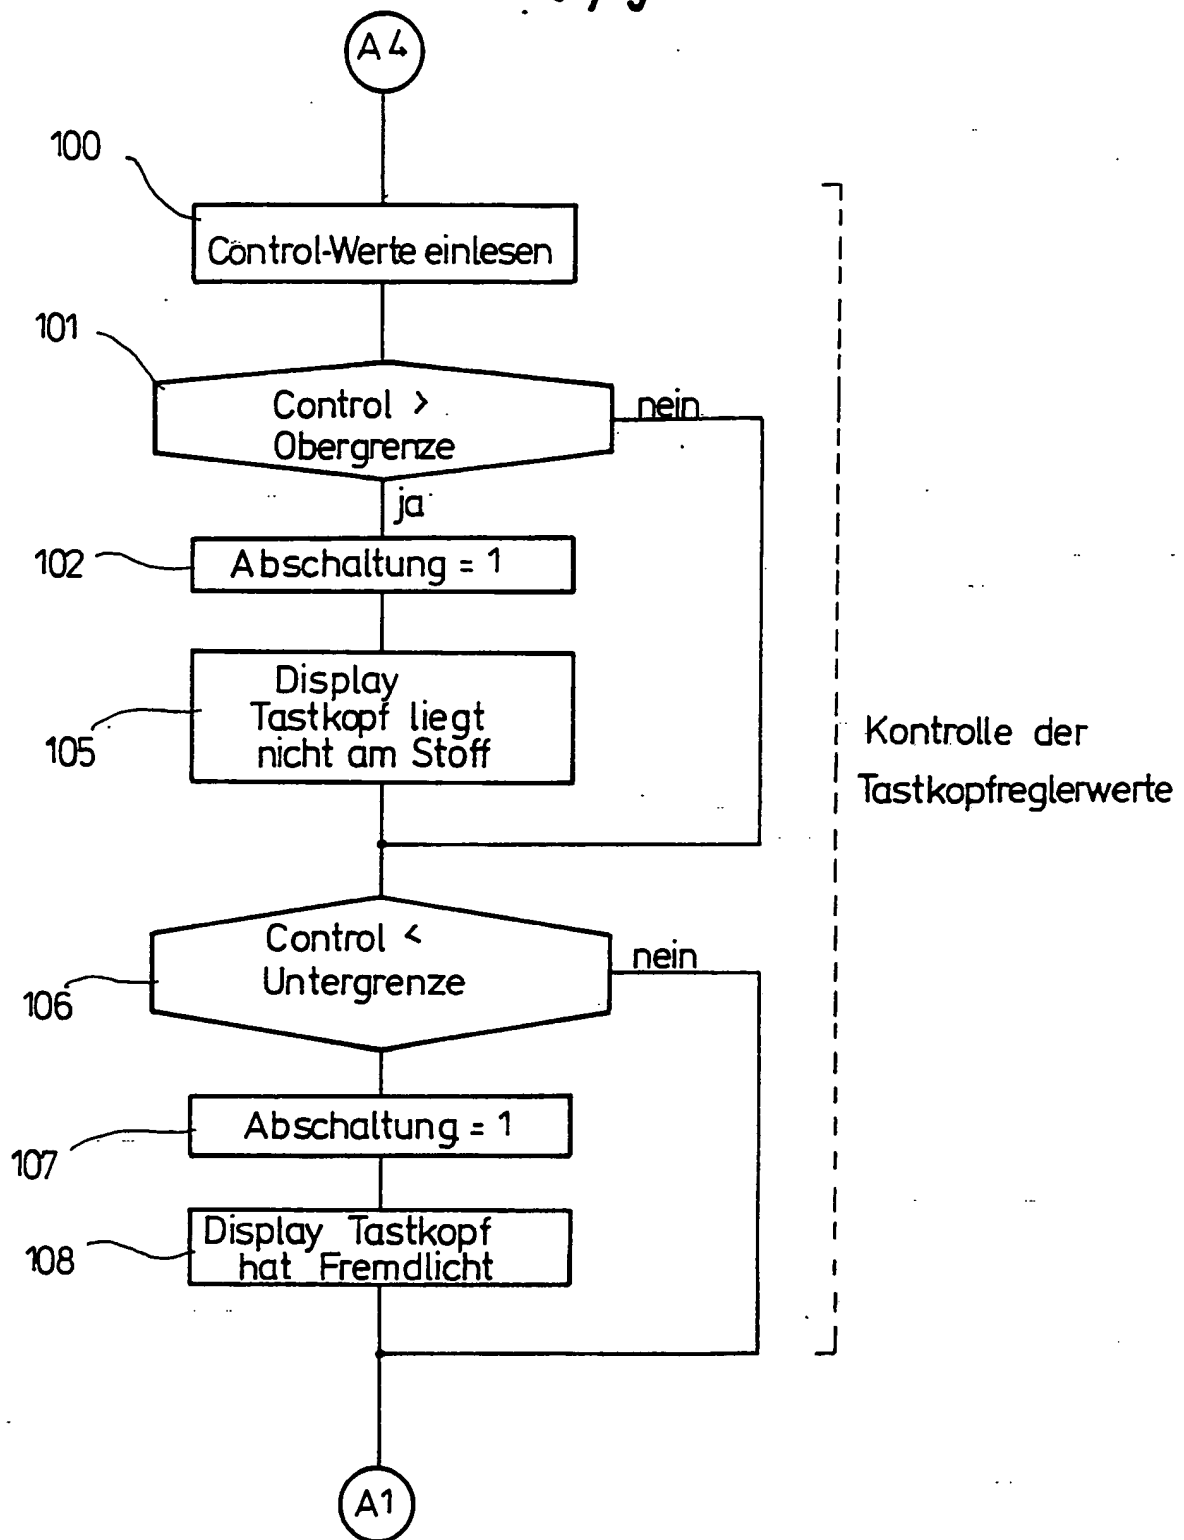 A4
100
Control-Werte einlesen
101
Control >
Obergrenze
nein
ja
102
Abschaltung = 1
Display
Tastkopf liegt
nicht am Stoff
105
Kontrolle der
Tastkopfreglerwerte
Control <
Untergrenze
nein
106
Abschaltung = 1
107
Display Tastkopf
hat Fremdlicht
108
A1